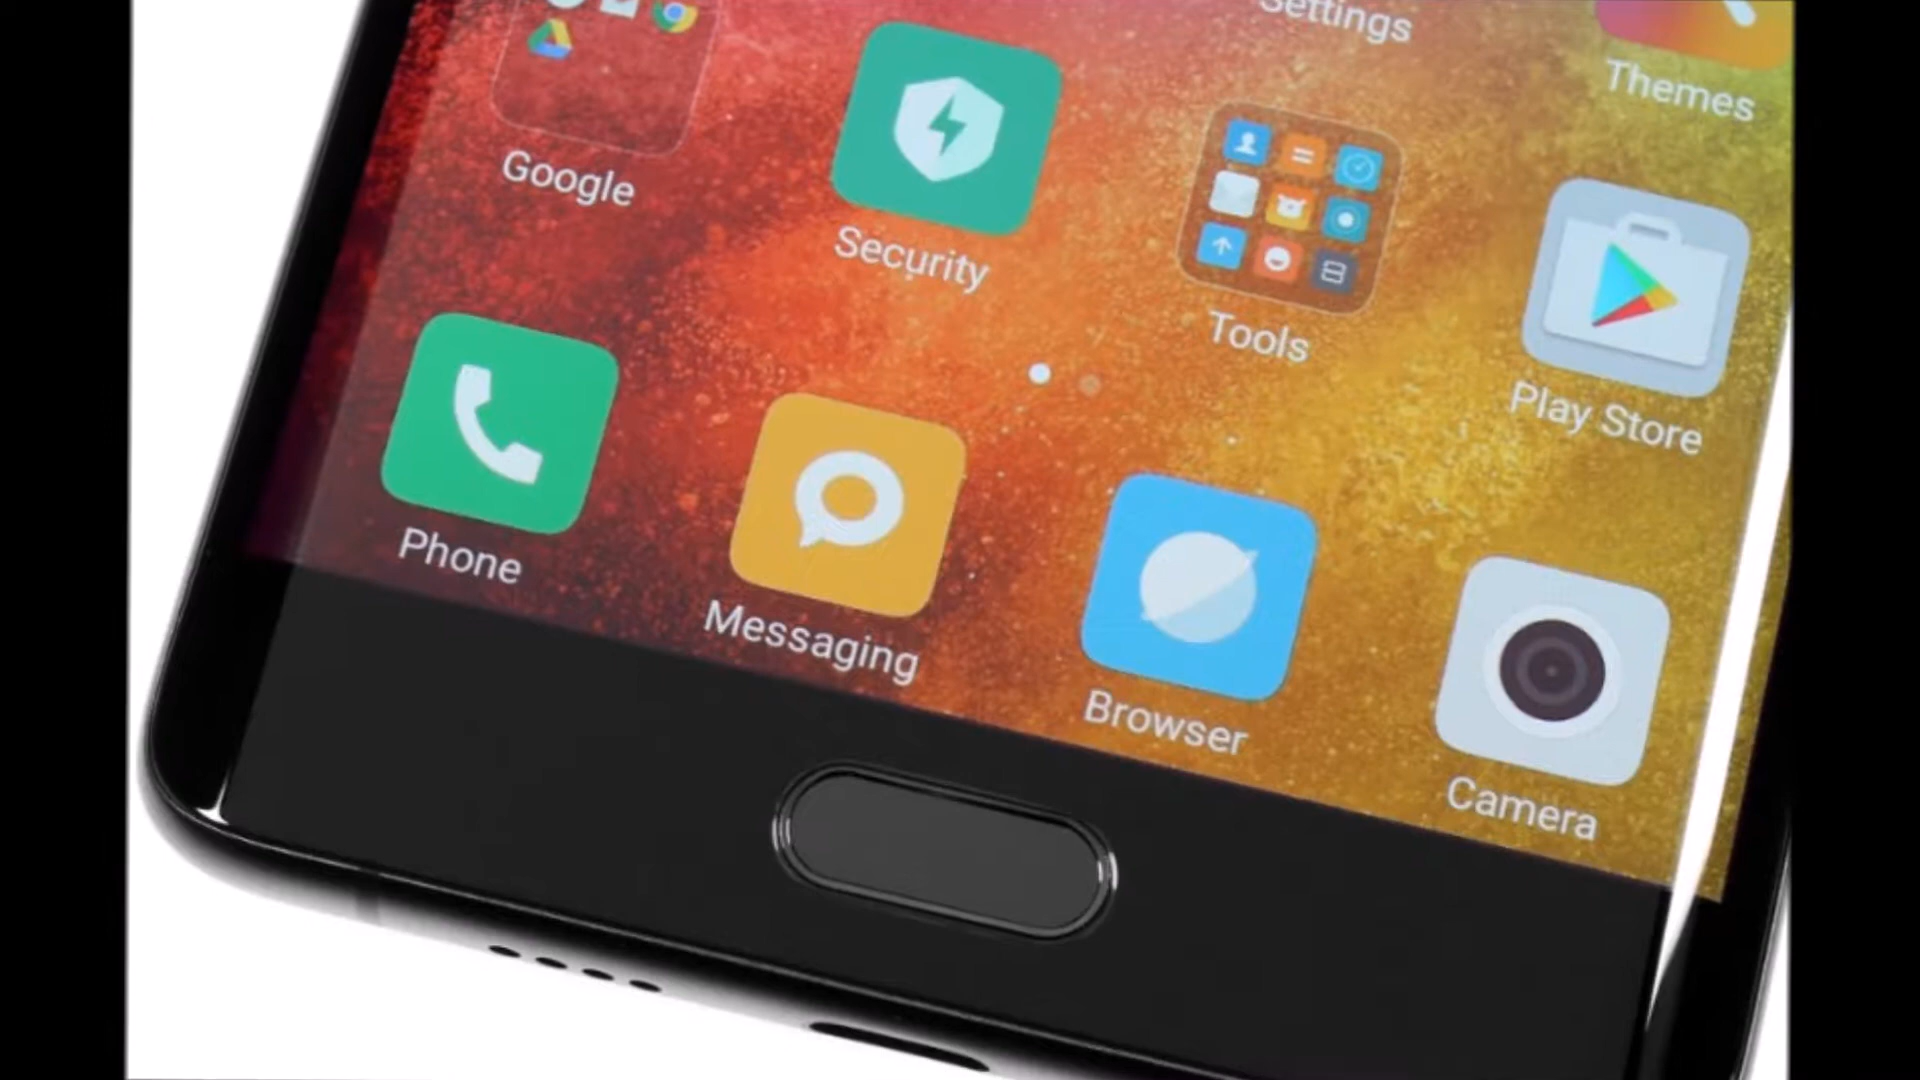 Settings
Themes
Google
Security
Tools
Play Store
Phone
Messaging
Browser
Camera